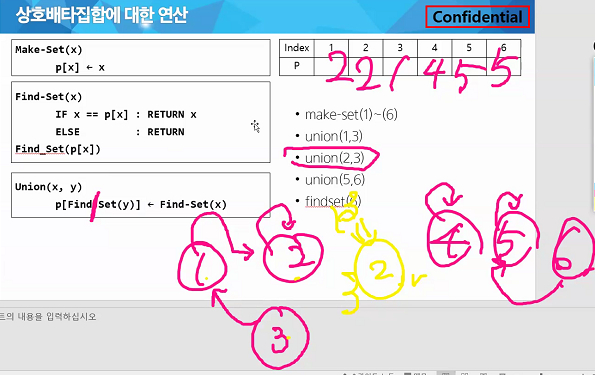 상호배타집합에 대한 연산
Confidential
Make-Set(x)
p[x] ← x
Find-Set(x)
IF x == p[x] : RETURN x
ELSE : RETURN
Find_Set(p[x])
Union(x, y)
p[Find-Set(y)] ← Find-Set(x)
Index 1 2 3 4 5 6
P 2 2 1 4 5 5
• make-set(1)~(6)
• union(1,3)
• union(2,3)
• union(5,6)
• findset(6)
1 2 2 4 5 6
3
트의 내용을 입력하십시오